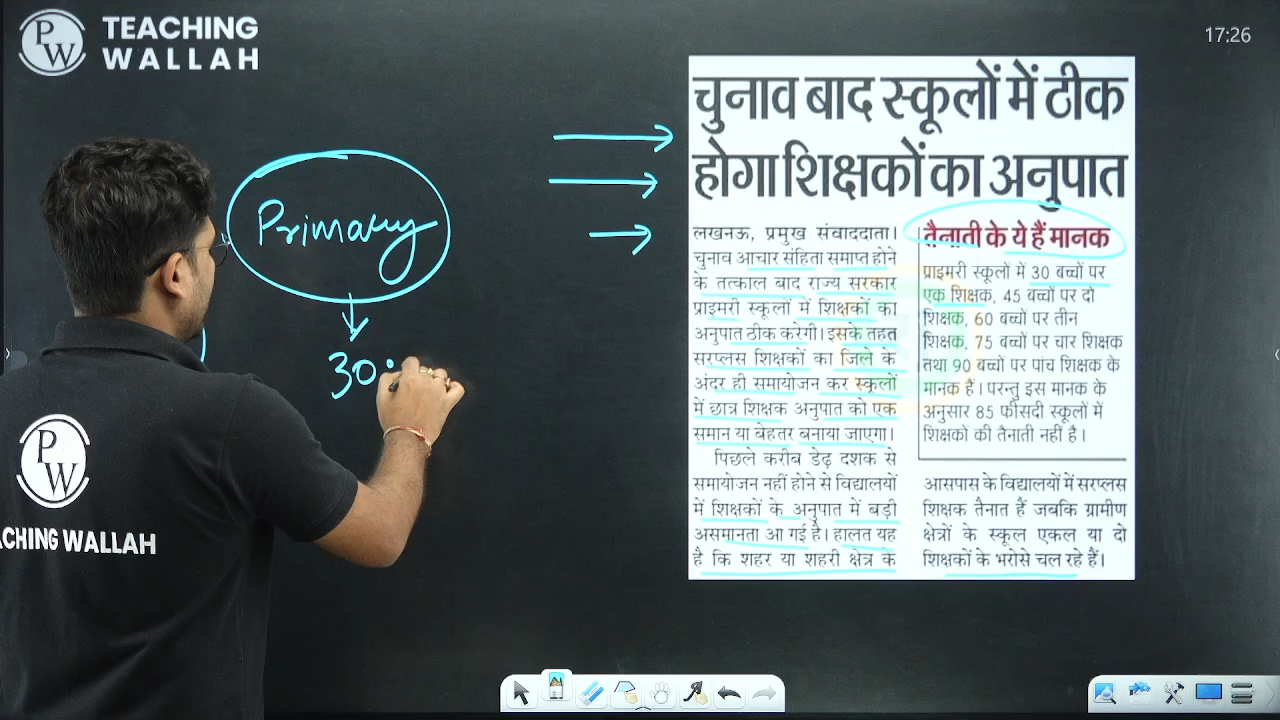 TEACHING
WALLAH
17:26
PW
Primary
30:
PW
ACHING WALLAH
चुनाव बाद स्कूलों में ठीक
होगा शिक्षकों का अनुपात
लखनऊ, प्रमुख संवाददाता।
चुनाव आचार संहिता समाप्त होने
के तत्काल बाद राज्य सरकार
प्राइमरी स्कूलों में शिक्षकों का
अनुपात ठीक करेगी। इसके तहत
सरप्लस शिक्षकों का जिले के
अंदर ही समायोजन कर स्कूलों
में छात्र शिक्षक अनुपात को एक
समान या बेहतर बनाया जाएगा।
पिछले करीब डेढ़ दशक से
समायोजन नहीं होने से विद्यालयों
में शिक्षकों के अनुपात में बड़ी
असमानता आ गई है। हालत यह
है कि शहर या शहरी क्षेत्र के
तैनाती के ये हैं मानक
प्राइमरी स्कूलों में 30 बच्चों पर
एक शिक्षक, 45 बच्चों पर दो
शिक्षक, 60 बच्चों पर तीन
शिक्षक, 75 बच्चों पर चार शिक्षक
तथा 90 बच्चों पर पांच शिक्षक के
मानक हैं। परन्तु इस मानक के
अनुसार 85 फीसदी स्कूलों में
शिक्षकों की तैनाती नहीं है।
आसपास के विद्यालयों में सरप्लस
शिक्षक तैनात हैं जबकि ग्रामीण
क्षेत्रों के स्कूल एकल या दो
शिक्षकों के भरोसे चल रहे हैं।